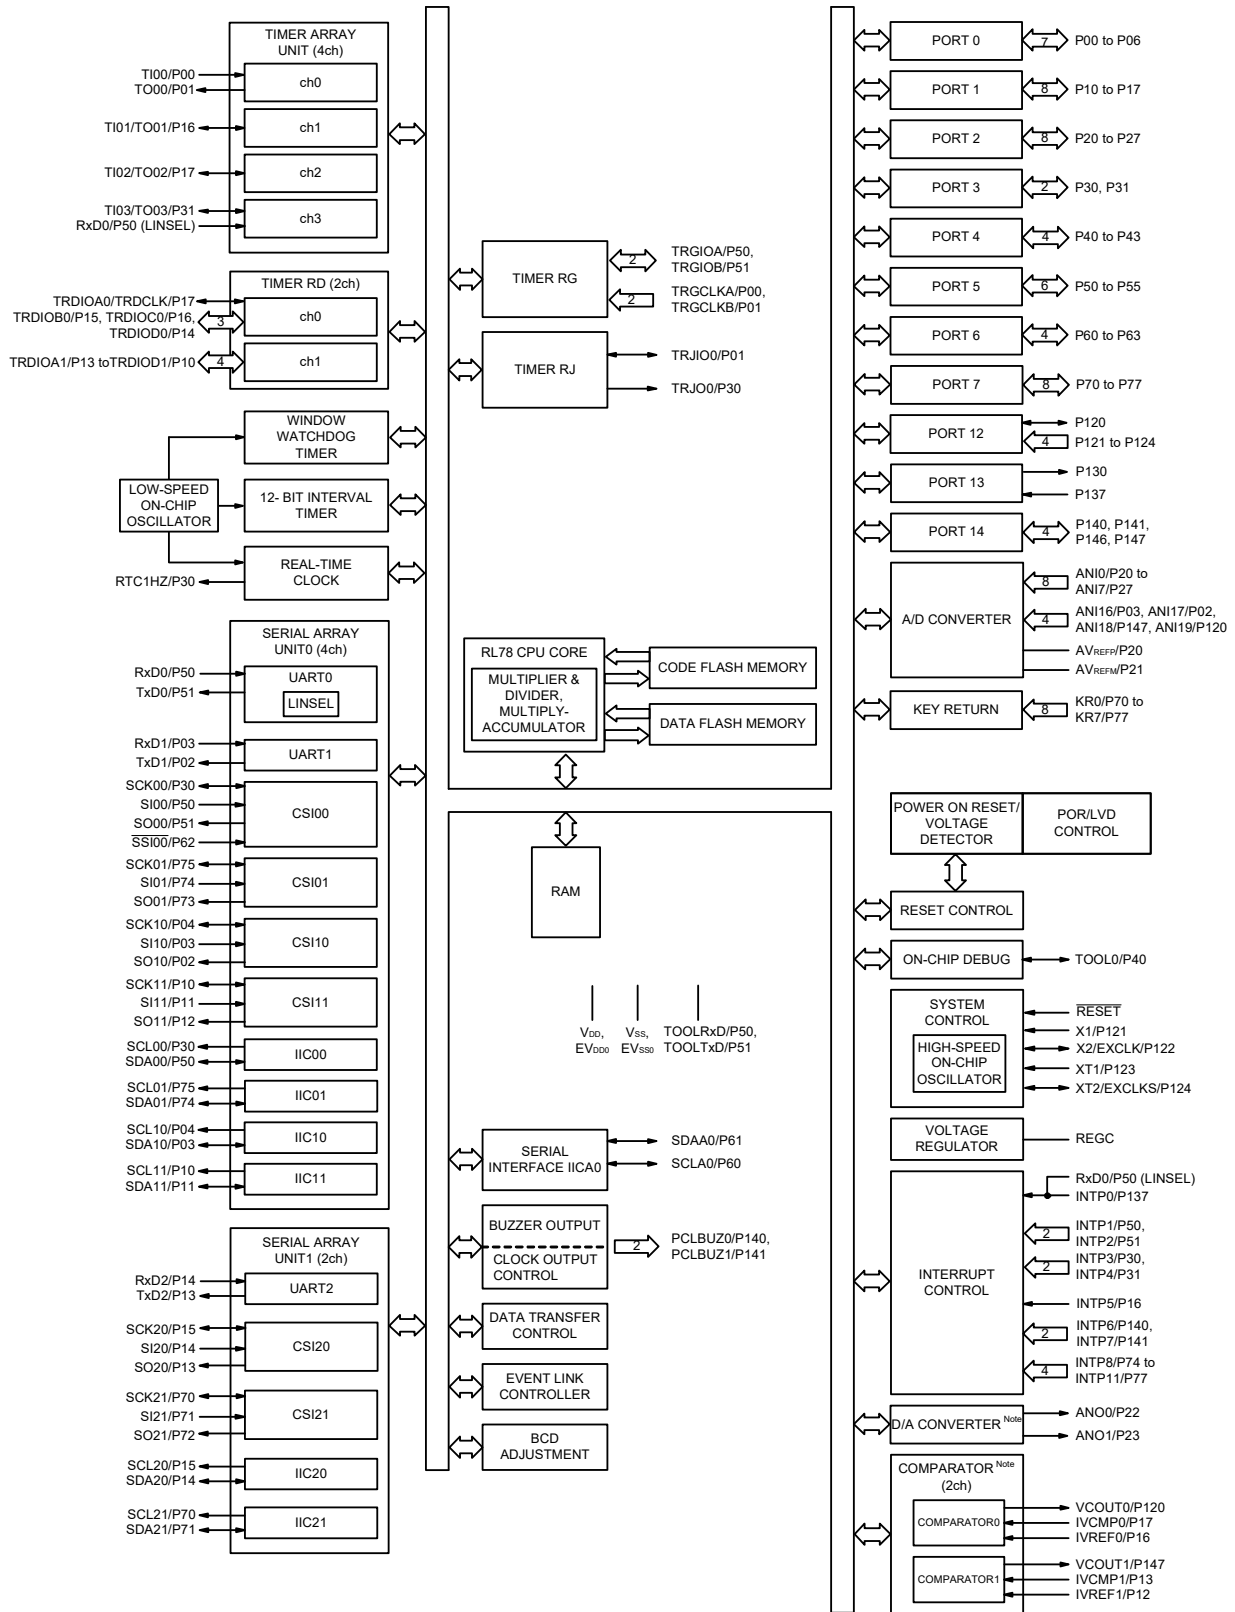 TIMER ARRAY
UNIT (4ch)
TI00/P00
TO00/P01
ch0
TI01/TO01/P16
ch1
TI02/TO02/P17
ch2
TI03/TO03/P31
RxD0/P50 (LINSEL)
ch3
TIMER RD (2ch)
TRDIOA0/TRDCLK/P17
TRDIOB0/P15, TRDIOC0/P16,
TRDIOD0/P14
3
ch0
TRDIOA1/P13 toTRDIOD1/P10
4
ch1
WINDOW
WATCHDOG
TIMER
LOW-SPEED
ON-CHIP
OSCILLATOR
12- BIT INTERVAL
TIMER
RTC1HZ/P30
REAL-TIME
CLOCK
SERIAL ARRAY
UNIT0 (4ch)
RxD0/P50
TxD0/P51
UART0
LINSEL
RxD1/P03
TxD1/P02
UART1
SCK00/P30
SI00/P50
SO00/P51
SSI00/P62
CSI00
SCK01/P75
SI01/P74
SO01/P73
CSI01
SCK10/P04
SI10/P03
SO10/P02
CSI10
SCK11/P10
SI11/P11
SO11/P12
CSI11
SCL00/P30
SDA00/P50
IIC00
SCL01/P75
SDA01/P74
IIC01
SCL10/P04
SDA10/P03
IIC10
SCL11/P10
SDA11/P11
IIC11
SERIAL ARRAY
UNIT1 (2ch)
RxD2/P14
TxD2/P13
UART2
SCK20/P15
SI20/P14
SO20/P13
CSI20
SCK21/P70
SI21/P71
SO21/P72
CSI21
SCL20/P15
SDA20/P14
IIC20
SCL21/P70
SDA21/P71
IIC21
TIMER RG
2
TRGIOA/P50,
TRGIOB/P51
2
TRGCLKA/P00,
TRGCLKB/P01
TIMER RJ
TRJIO0/P01
TRJO0/P30
RL78 CPU CORE
MULTIPLIER &
DIVIDER,
MULTIPLY-
ACCUMULATOR
CODE FLASH MEMORY
DATA FLASH MEMORY
RAM
VDD,
EVDD0
VSS,
EVSS0
TOOLRxD/P50,
TOOLTxD/P51
SERIAL
INTERFACE IICA0
SDAA0/P61
SCLA0/P60
BUZZER OUTPUT
CLOCK OUTPUT
CONTROL
2
PCLBUZ0/P140,
PCLBUZ1/P141
DATA TRANSFER
CONTROL
EVENT LINK
CONTROLLER
BCD
ADJUSTMENT
PORT 0
7
P00 to P06
PORT 1
8
P10 to P17
PORT 2
8
P20 to P27
PORT 3
2
P30, P31
PORT 4
4
P40 to P43
PORT 5
6
P50 to P55
PORT 6
4
P60 to P63
PORT 7
8
P70 to P77
PORT 12
P120
4
P121 to P124
PORT 13
P130
P137
PORT 14
4
P140, P141,
P146, P147
A/D CONVERTER
8
ANI0/P20 to
ANI7/P27
4
ANI16/P03, ANI17/P02,
ANI18/P147, ANI19/P120
AVREFP/P20
AVREFM/P21
KEY RETURN
8
KR0/P70 to
KR7/P77
POWER ON RESET/
VOLTAGE
DETECTOR
POR/LVD
CONTROL
RESET CONTROL
ON-CHIP DEBUG
TOOL0/P40
SYSTEM
CONTROL
HIGH-SPEED
ON-CHIP
OSCILLATOR
RESET
X1/P121
X2/EXCLK/P122
XT1/P123
XT2/EXCLKS/P124
VOLTAGE
REGULATOR
REGC
INTERRUPT
CONTROL
RxD0/P50 (LINSEL)
INTP0/P137
2
INTP1/P50,
INTP2/P51
2
INTP3/P30,
INTP4/P31
INTP5/P16
2
INTP6/P140,
INTP7/P141
4
INTP8/P74 to
INTP11/P77
D/A CONVERTER Note
ANO0/P22
ANO1/P23
COMPARATOR Note
(2ch)
COMPARATOR0
VCOUT0/P120
IVCMP0/P17
IVREF0/P16
COMPARATOR1
VCOUT1/P147
IVCMP1/P13
IVREF1/P12